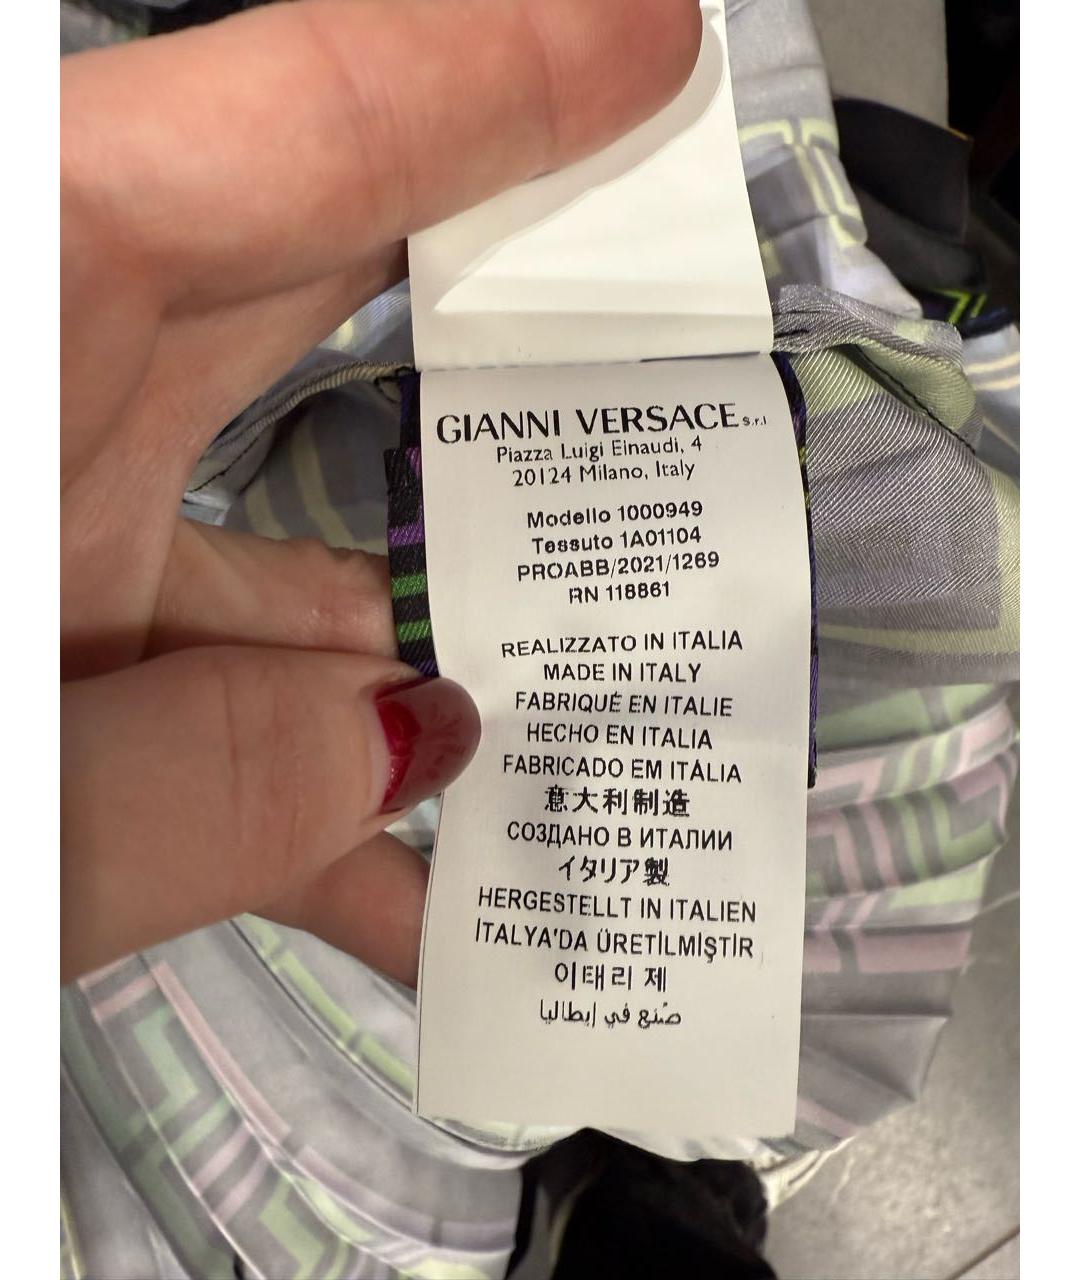 GIANNI VERSACE s.r.l
Piazza Luigi Einaudi, 4
20124 Milano, Italy
Modello 1000949
Tessuto 1A01104
PROABB/2021/1269
RN 118861
REALIZZATO IN ITALIA
MADE IN ITALY
FABRIQUÉ EN ITALIE
HECHO EN ITALIA
FABRICADO EM ITÁLIA
意大利制造
СОЗДАНО В ИТАЛИИ
イタリア製
HERGESTELLT IN ITALIEN
İTALYA'DA ÜRETİLMİŞTİR
이태리 제
صُنع في إيطاليا